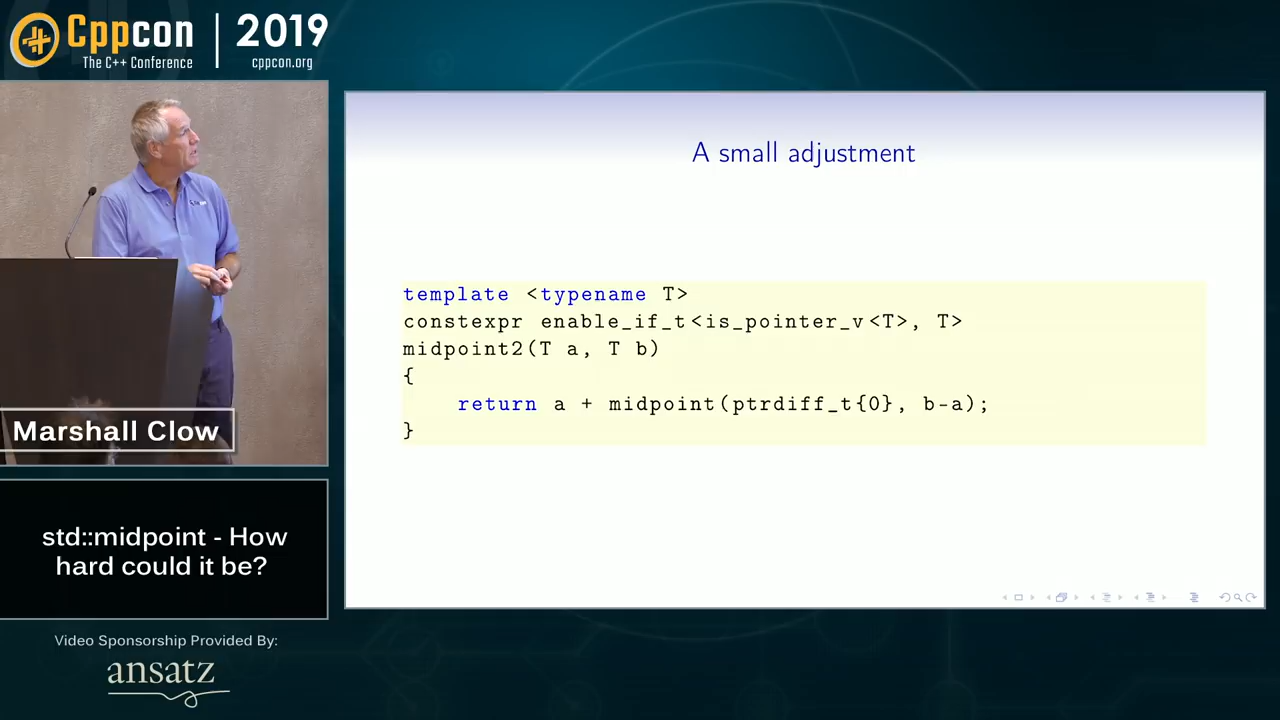 Cppcon | 2019
The C++ Conference cppcon.org
A small adjustment
template <typename T>
constexpr enable_if_t<is_pointer_v<T>, T>
midpoint2(T a, T b)
{
    return a + midpoint(ptrdiff_t{0}, b-a);
}
Marshall Clow
std::midpoint - How
hard could it be?
Video Sponsorship Provided By:
ansatz